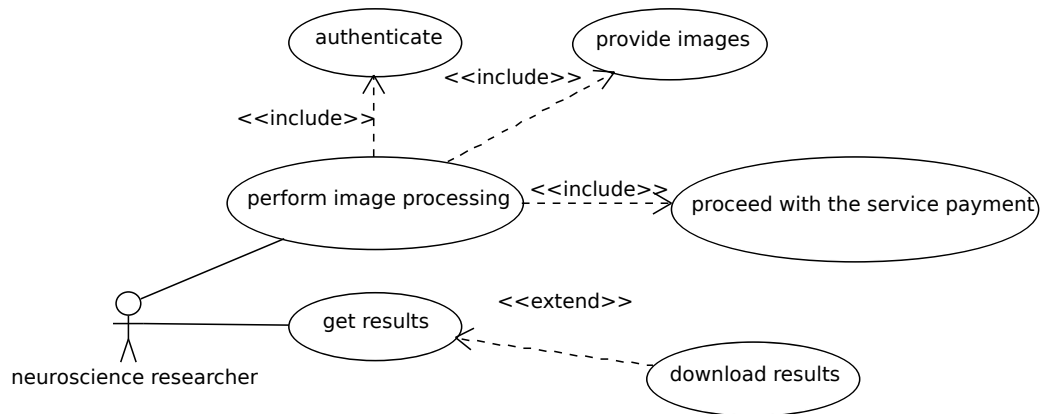 authenticate
provide images
<<include>>
<<include>>
perform image processing
<<include>>
proceed with the service payment
<<extend>>
get results
download results
neuroscience researcher